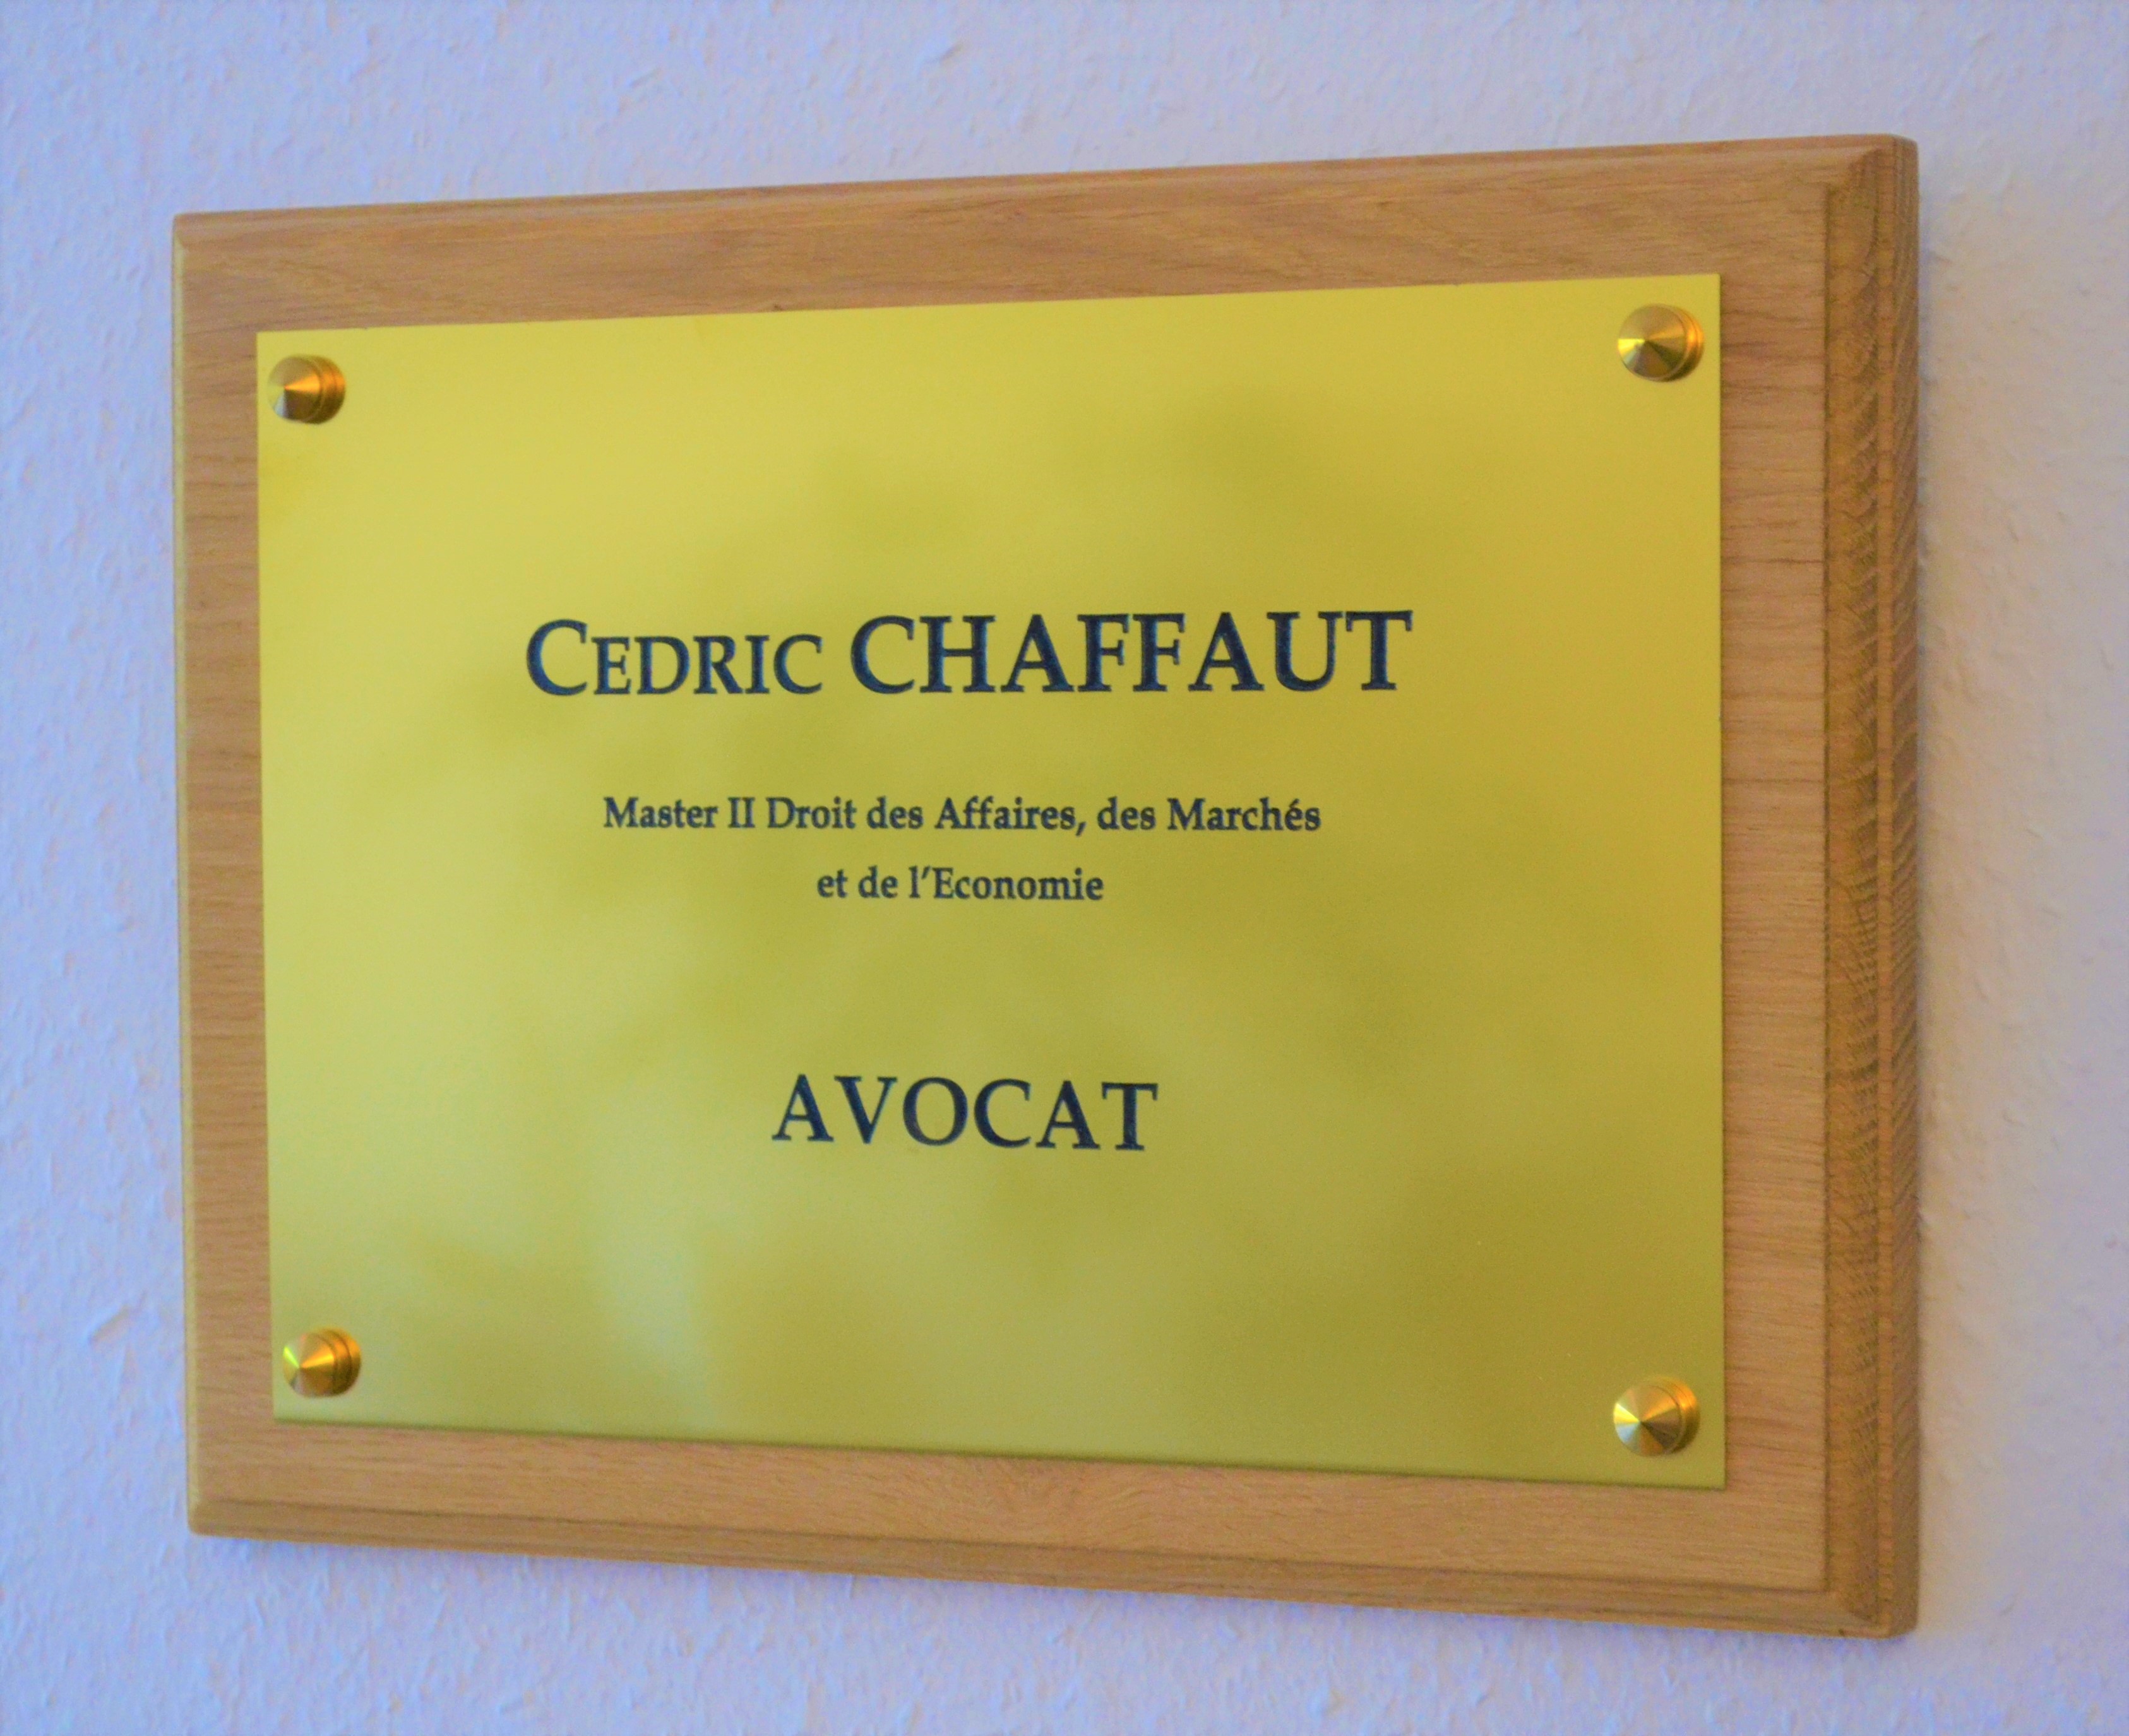 CEDRIC CHAFFAUT
Master II Droit des Affaires, des Marchés
et de l'Economie
AVOCAT